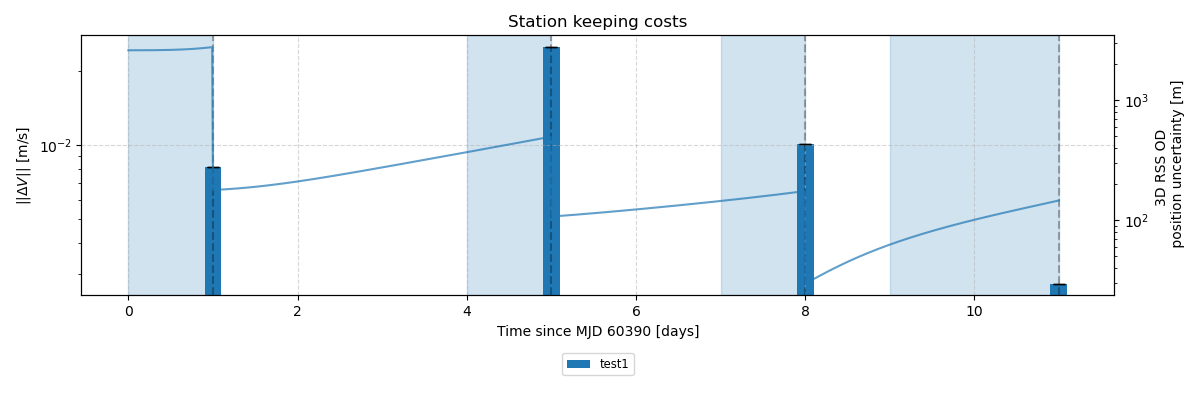 Station keeping costs
||ΔV|| [m/s]
10⁻²
10³
10²
3D RSS OD
position uncertainty [m]
0 2 4 6 8 10
Time since MJD 60390 [days]
test1